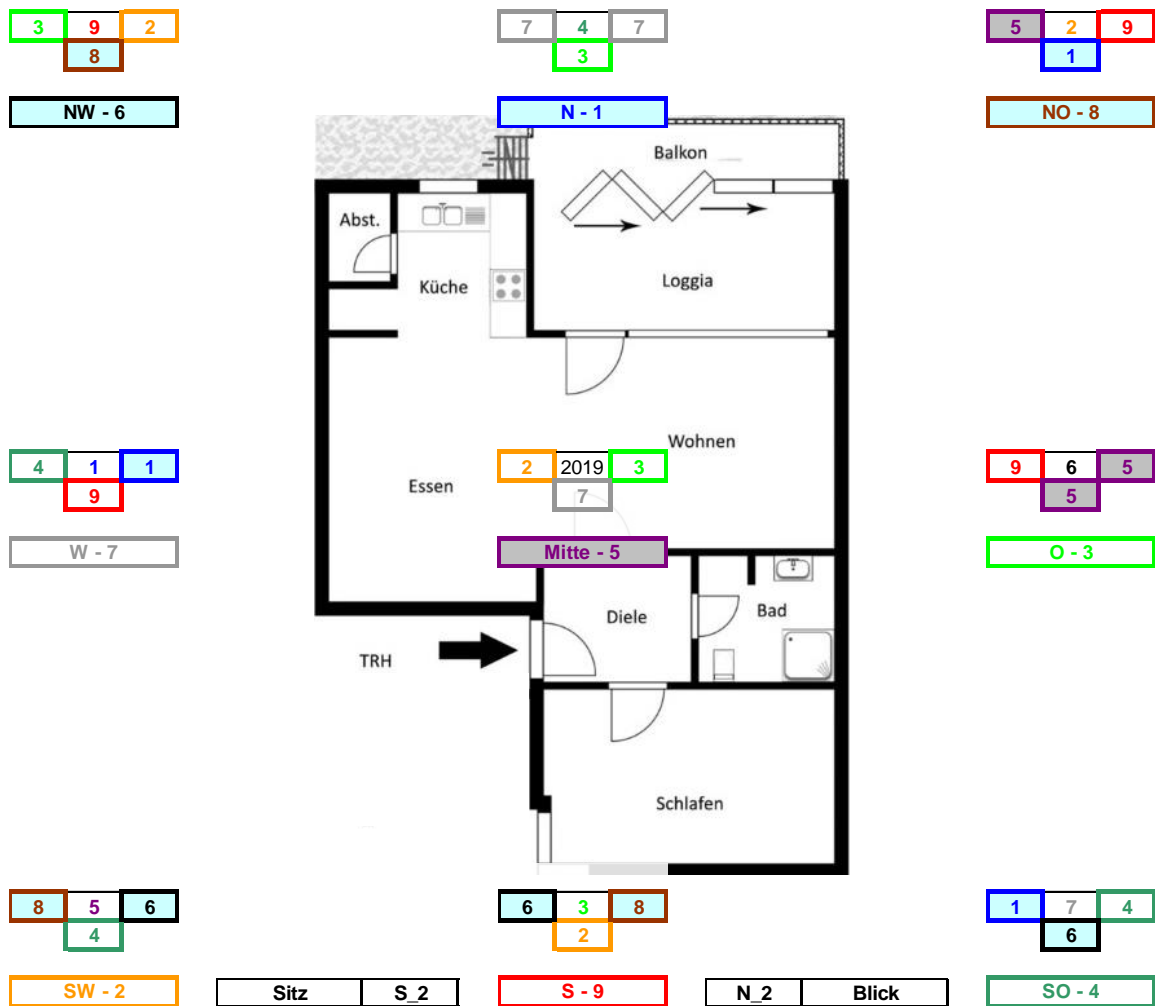 3 9 2
8
NW - 6
7 4 7
3
N - 1
5 2 9
1
NO - 8
Balkon
Abst.
Küche
Loggia
Wohnen
Essen
4 1 1
9
W - 7
2 2019 3
7
Mitte - 5
9 6 5
5
O - 3
Diele
Bad
TRH
Schlafen
8 5 6
4
SW - 2
6 3 8
2
S - 9
1 7 4
6
SO - 4
Sitz S_2
N_2 Blick